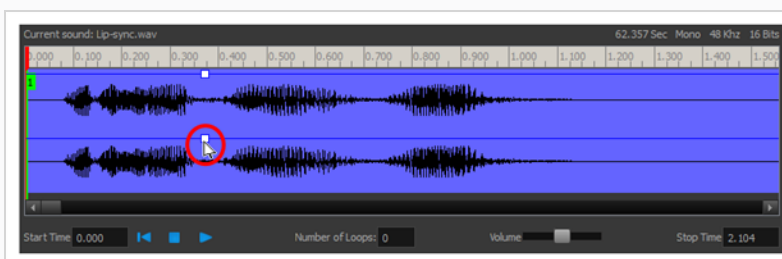 Current sound: Lip-sync.wav 62.357 Sec Mono 48 Khz 16 Bits
0.000 0.100 0.200 0.300 0.400 0.500 0.600 0.700 0.800 0.900 1.000 1.100 1.200 1.300 1.400 1.500
1
Start Time 0.000 Number of Loops: 0 Volume Stop Time 2.104